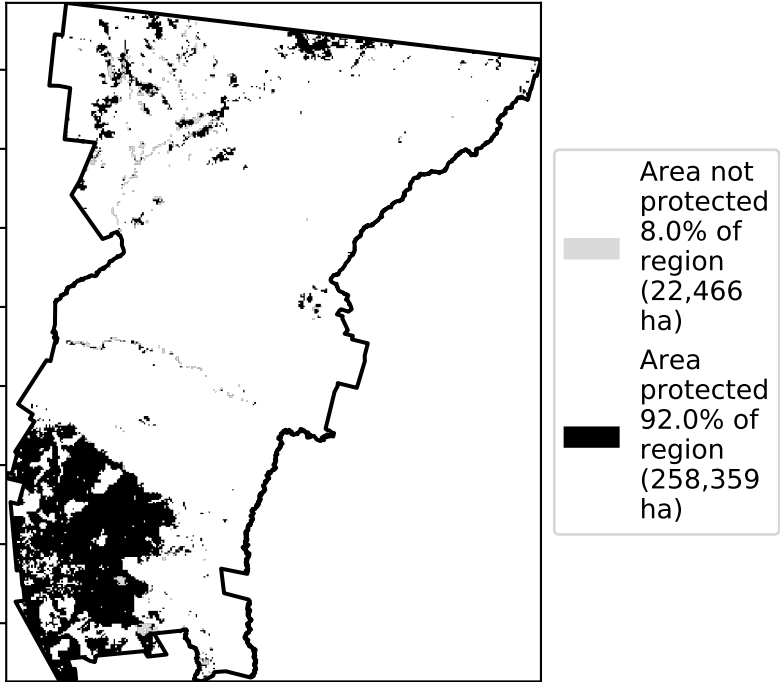 Area not
protected
8.0% of
region
(22,466
ha)
Area
protected
92.0% of
region
(258,359
ha)